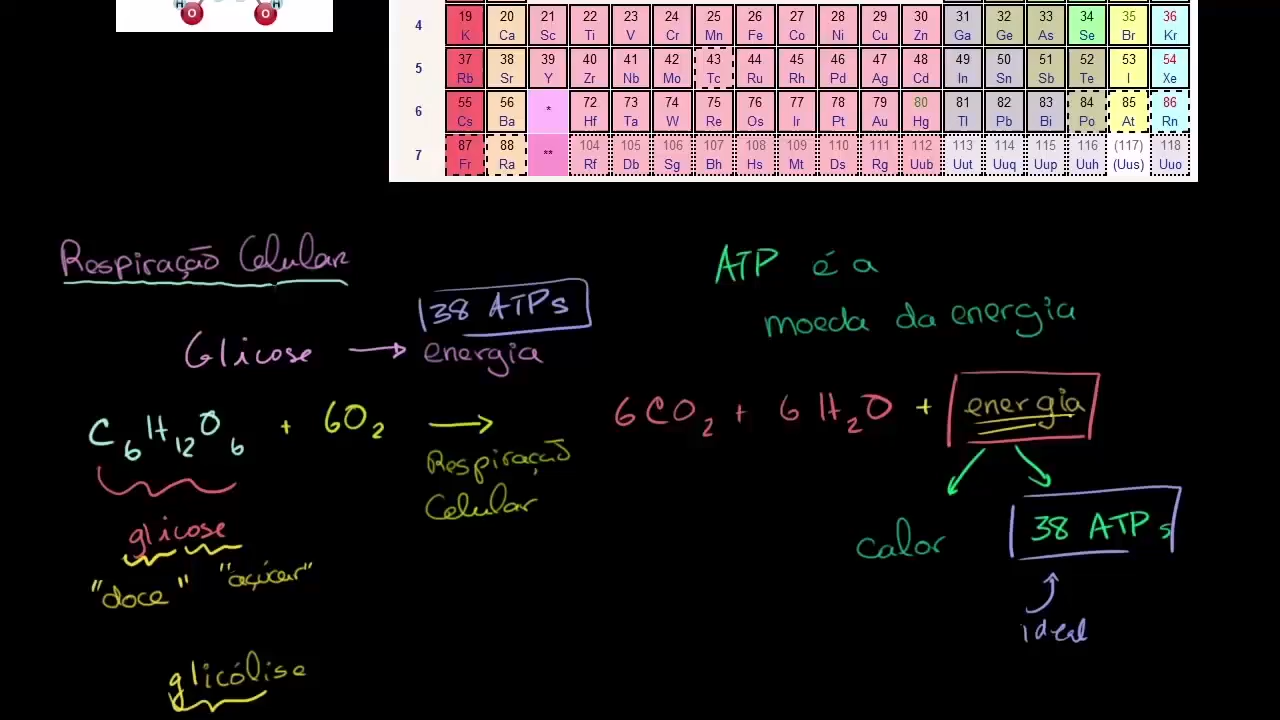 H H
O O
4 19 20 21 22 23 24 25 26 27 28 29 30 31 32 33 34 35 36
K Ca Sc Ti V Cr Mn Fe Co Ni Cu Zn Ga Ge As Se Br Kr
5 37 38 39 40 41 42 43 44 45 46 47 48 49 50 51 52 53 54
Rb Sr Y Zr Nb Mo Tc Ru Rh Pd Ag Cd In Sn Sb Te I Xe
6 55 56 * 72 73 74 75 76 77 78 79 80 81 82 83 84 85 86
Cs Ba Hf Ta W Re Os Ir Pt Au Hg Tl Pb Bi Po At Rn
7 87 88 ** 104 105 106 107 108 109 110 111 112 113 114 115 116 (117) 118
Fr Ra Rf Db Sg Bh Hs Mt Ds Rg Uub Uut Uuq Uup Uuh (Uus) Uuo
Respiração Celular
ATP é a
moeda da energia
38 ATPs
Glicose → energia
C6H12O6 + 6O2 → 6CO2 + 6H2O + energia
Respiração
Celular
glicose
"doce" "açúcar"
calor 38 ATPs
ideal
glicólise